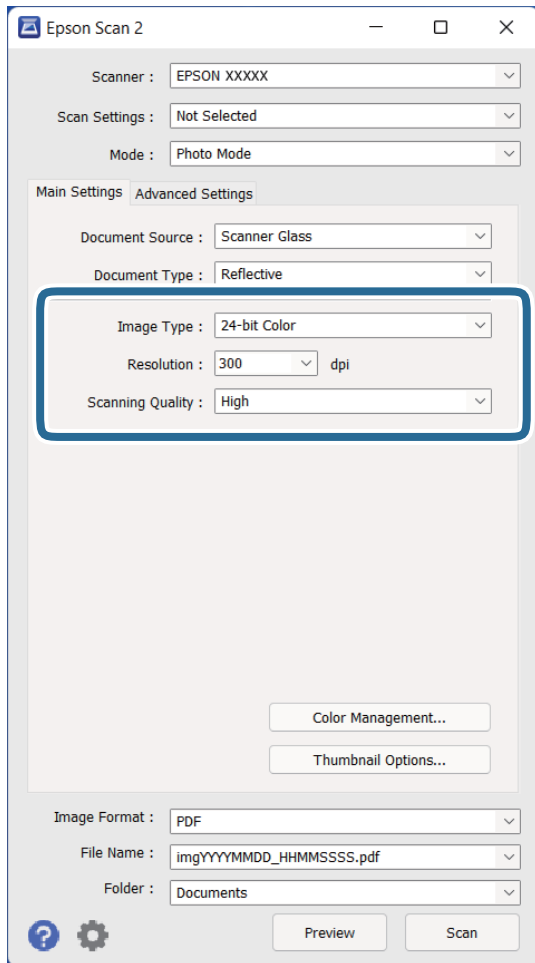 Epson Scan 2
Scanner : EPSON XXXXX
Scan Settings : Not Selected
Mode : Photo Mode
Main Settings Advanced Settings
Document Source : Scanner Glass
Document Type : Reflective
Image Type : 24-bit Color
Resolution : 300 dpi
Scanning Quality : High
Color Management...
Thumbnail Options...
Image Format : PDF
File Name : imgYYYYMMDD_HHMMSSSS.pdf
Folder : Documents
? Preview Scan